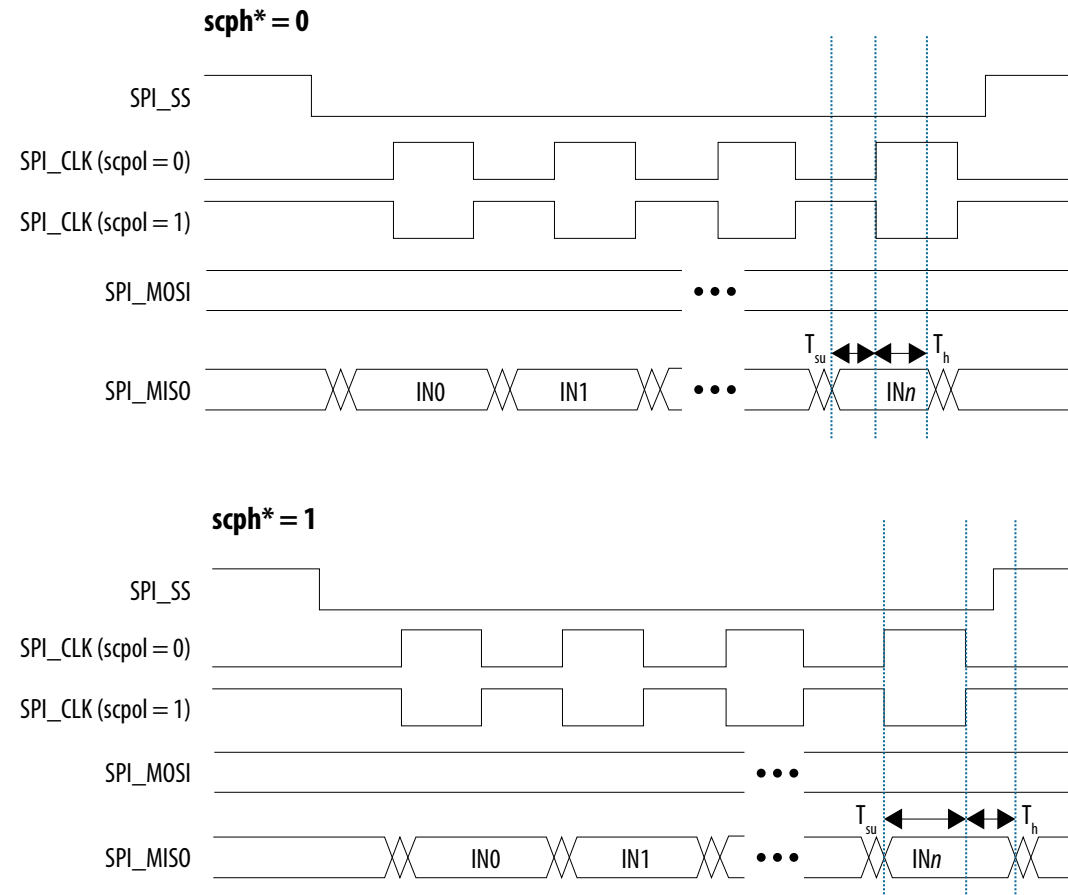 scph* = 0
SPI_SS
SPI_CLK (scpol = 0)
SPI_CLK (scpol = 1)
SPI_MOSI
•••
Tsu
Th
SPI_MISO
IN0
IN1
•••
INn
scph* = 1
SPI_SS
SPI_CLK (scpol = 0)
SPI_CLK (scpol = 1)
SPI_MOSI
•••
Tsu
Th
SPI_MISO
IN0
IN1
•••
INn